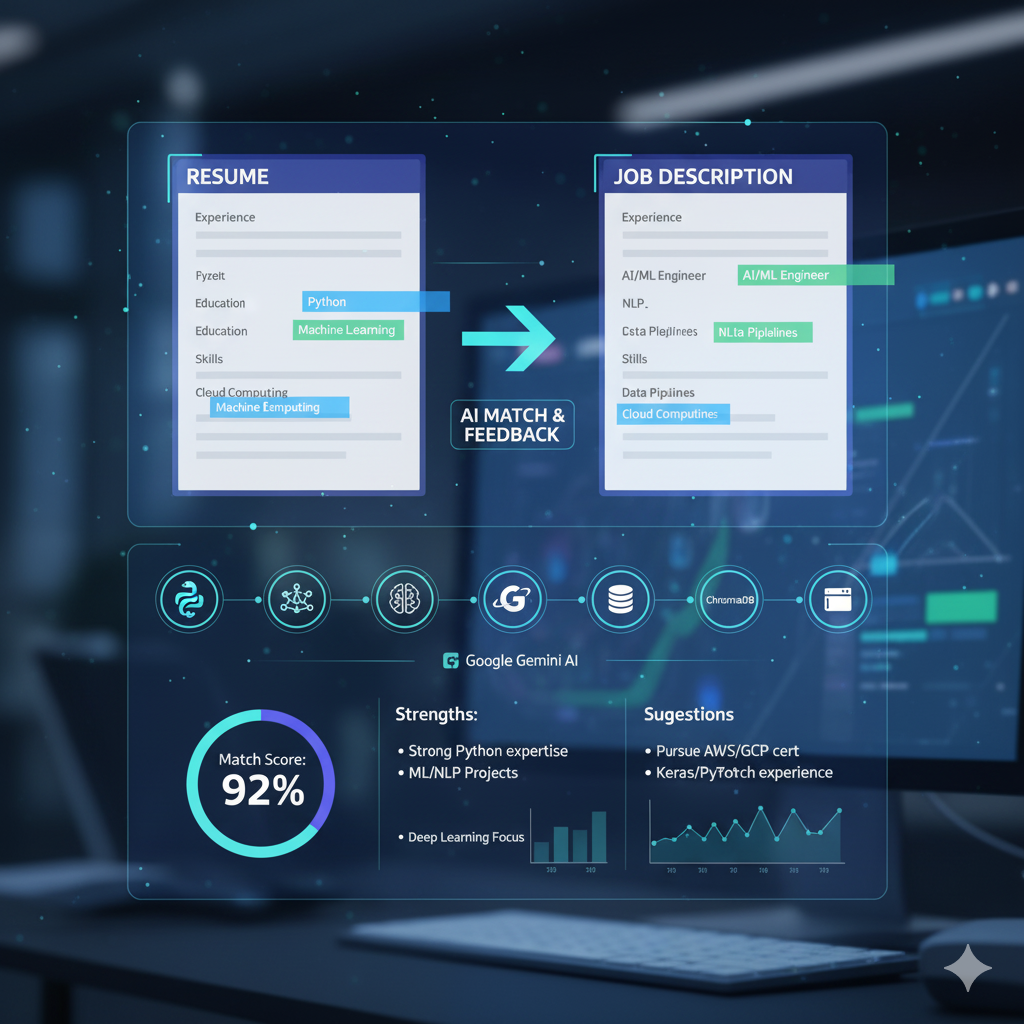 RESUME
Experience
Fyzelt
Education
Python
Education
Machine Learning
Skills
Cloud Computing
Machine Eemputing
AI MATCH &
FEEDBACK
JOB DESCRIPTION
Experience
AI/ML Engineer
AI/ML Engineer
NLP.
Csta Pleplinees
NLta Piplalines
Stills
Data Pipilines
Cloud Computines
ChromaDB
Google Gemini AI
Match Score:
92%
Strengths:
• Strong Python expertise
• ML/NLP Projects
• Deep Learning Focus
Sugestions
• Pursue AWS/GCP cert
• Keras/PyTotch experience